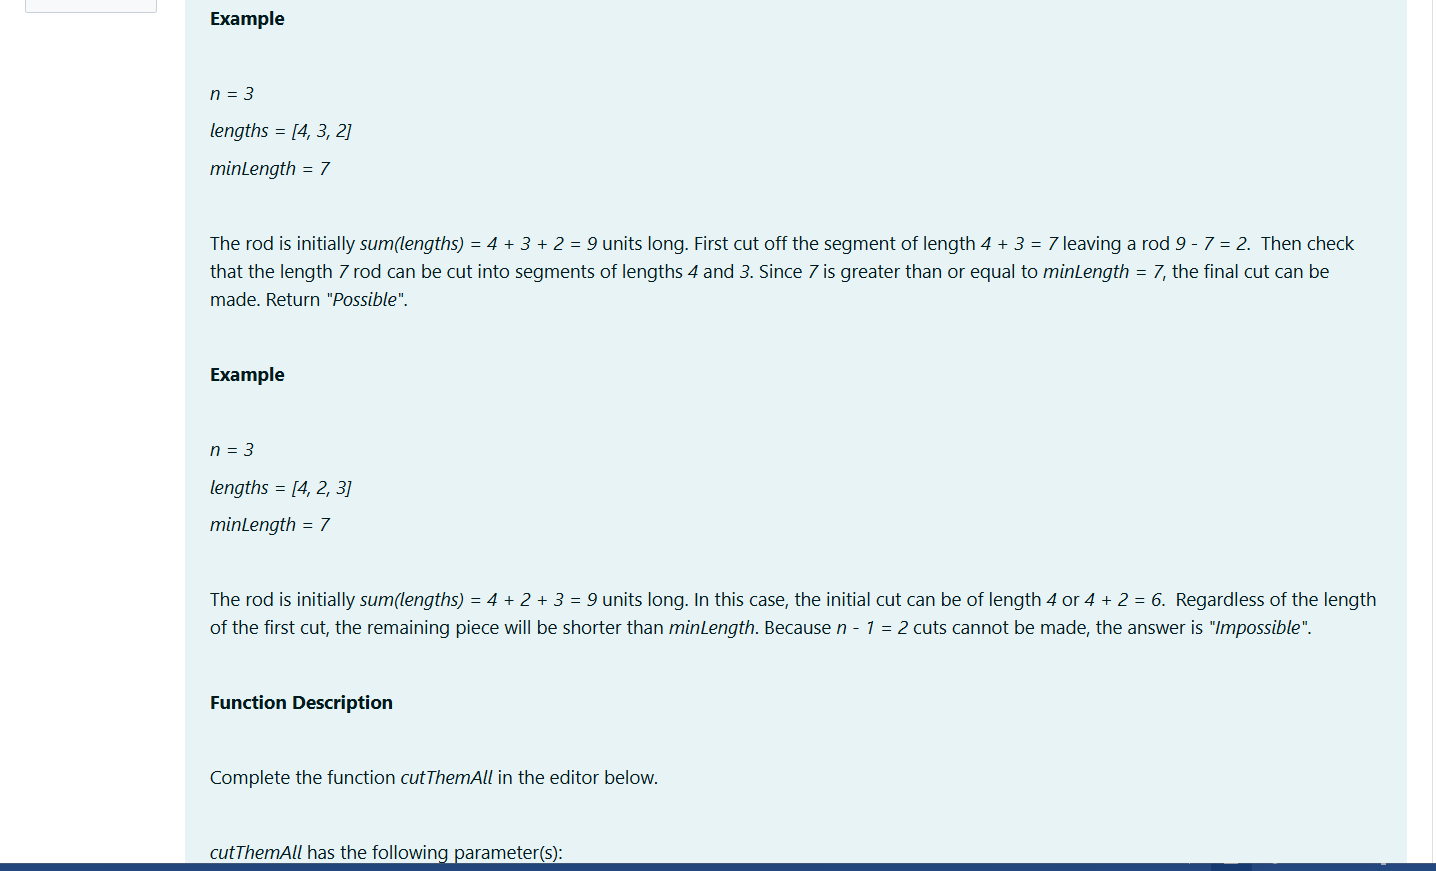 Example
n = 3
lengths = [4, 3, 2]
minLength = 7
The rod is initially sum(lengths) = 4 + 3 + 2 = 9 units long. First cut off the segment of length 4 + 3 = 7 leaving a rod 9 - 7 = 2.  Then check
that the length 7 rod can be cut into segments of lengths 4 and 3. Since 7 is greater than or equal to minLength = 7, the final cut can be
made. Return "Possible".
Example
n = 3
lengths = [4, 2, 3]
minLength = 7
The rod is initially sum(lengths) = 4 + 2 + 3 = 9 units long. In this case, the initial cut can be of length 4 or 4 + 2 = 6.  Regardless of the length
of the first cut, the remaining piece will be shorter than minLength. Because n - 1 = 2 cuts cannot be made, the answer is "Impossible".
Function Description
Complete the function cutThemAll in the editor below.
cutThemAll has the following parameter(s):